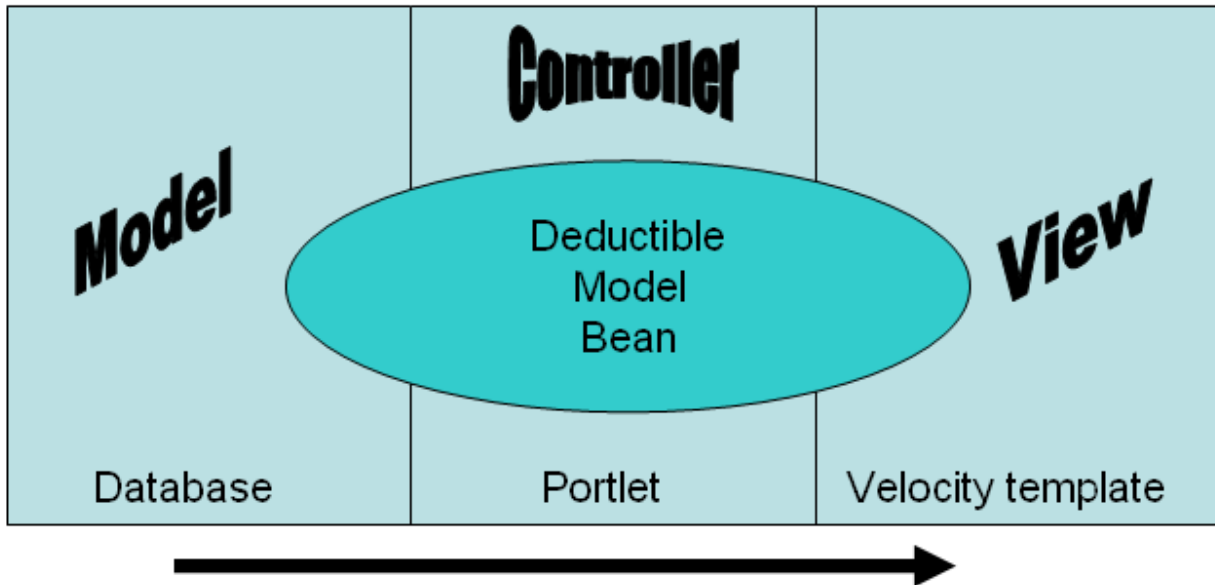 Controller
Model
View
Deductible
Model
Bean
Database
Portlet
Velocity template